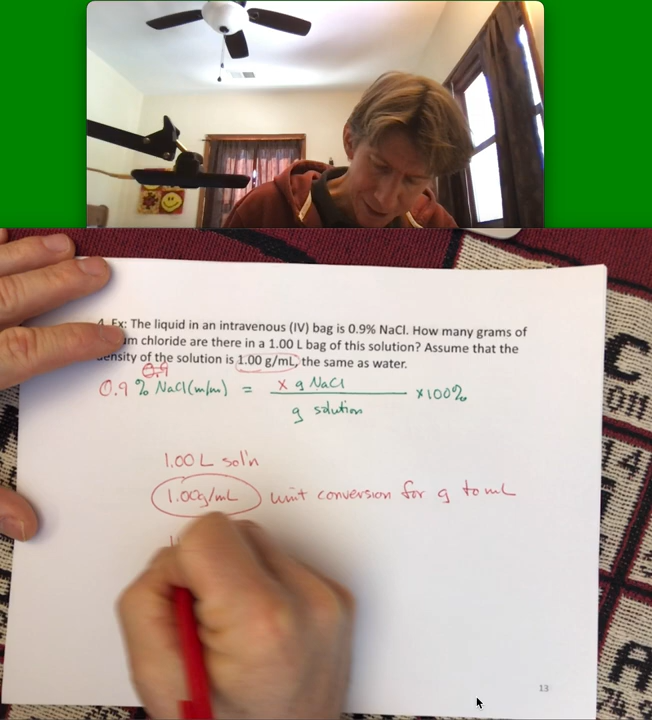 4. Ex: The liquid in an intravenous (IV) bag is 0.9% NaCl. How many grams of
chloride are there in a 1.00 L bag of this solution? Assume that the
density of the solution is 1.00 g/mL, the same as water.
0.9
0.9 % NaCl (m/m) = x g NaCl ×100%
g solution
1.00 L sol'n
1.00g/mL unit conversion for g to mL
13